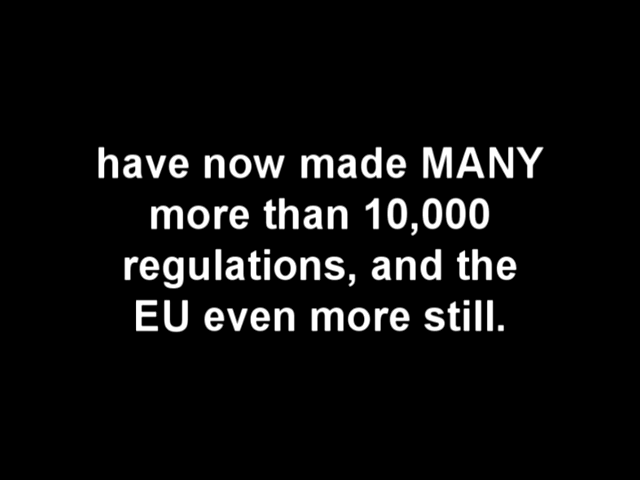 have now made MANY
more than 10,000
regulations, and the
EU even more still.